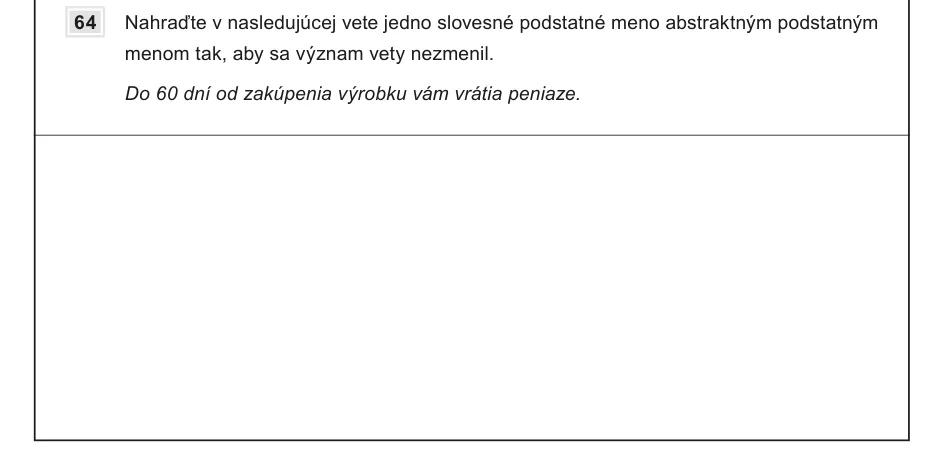 64 Nahraďte v nasledujúcej vete jedno slovesné podstatné meno abstraktným podstatným
menom tak, aby sa význam vety nezmenil.
Do 60 dní od zakúpenia výrobku vám vrátia peniaze.